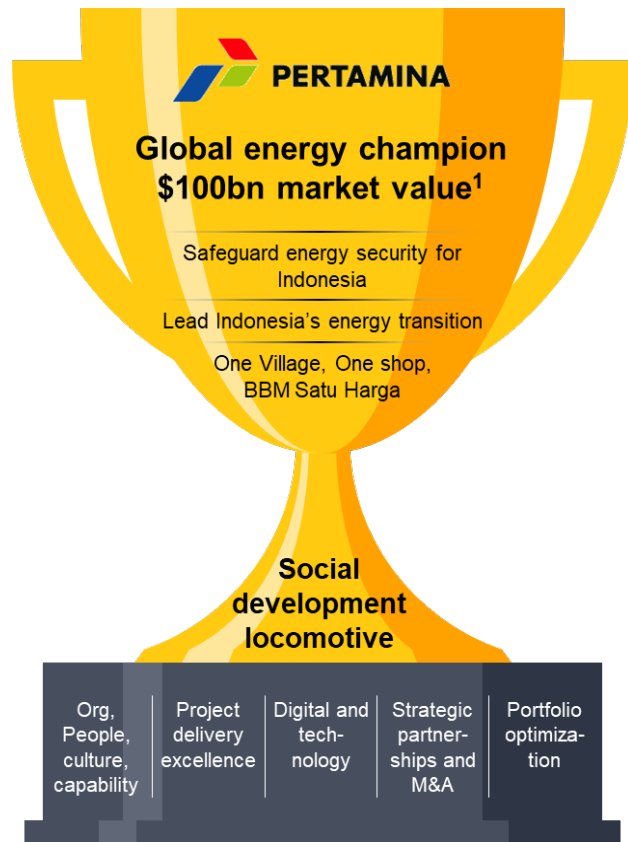 PERTAMINA
Global energy champion
$100bn market value¹
Safeguard energy security for
Indonesia
Lead Indonesia’s energy transition
One Village, One shop,
BBM Satu Harga
Social
development
locomotive
Org,
People,
culture,
capability
Project
delivery
excellence
Digital and
tech-
nology
Strategic
partner-
ships and
M&A
Portfolio
optimiza-
tion